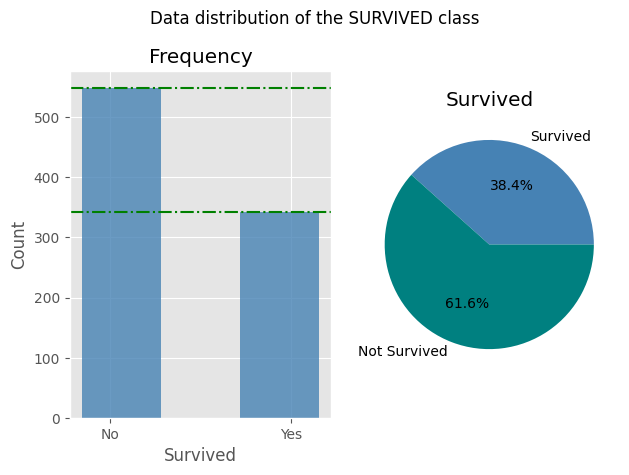 Data distribution of the SURVIVED class
Frequency
500
400
300
200
100
0
Count
No
Yes
Survived
Survived
Survived
38.4%
61.6%
Not Survived